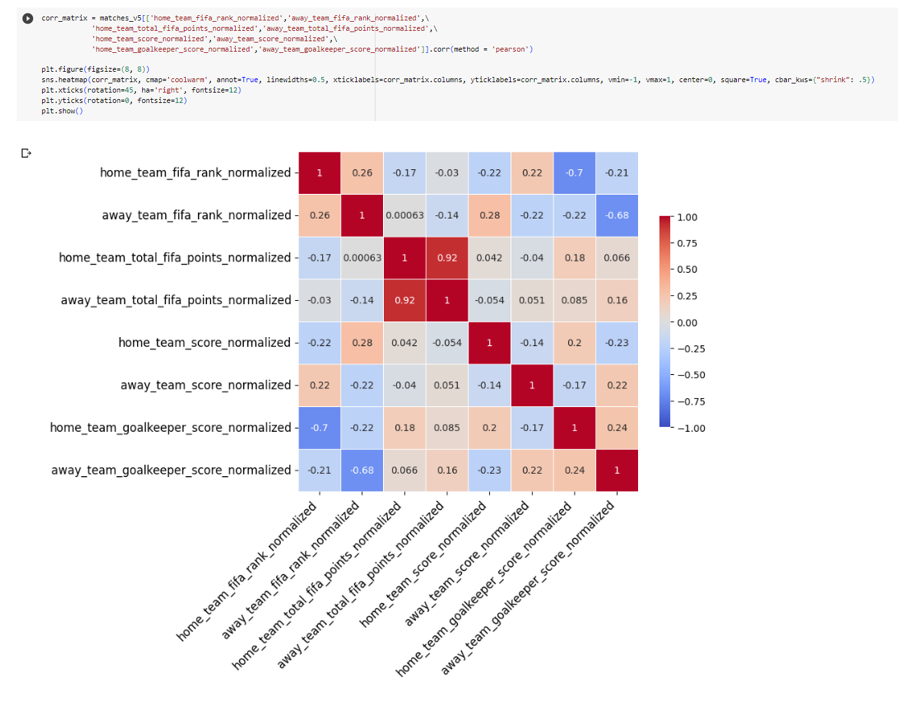 corr_matrix = matches_v5[['home_team_fifa_rank_normalized','away_team_fifa_rank_normalized',\
'home_team_total_fifa_points_normalized','away_team_total_fifa_points_normalized',\
'home_team_score_normalized','away_team_score_normalized',\
'home_team_goalkeeper_score_normalized','away_team_goalkeeper_score_normalized']].corr(method = 'pearson')
plt.figure(figsize=(8, 8))
sns.heatmap(corr_matrix, cmap='coolwarm', annot=True, linewidths=0.5, xticklabels=corr_matrix.columns, yticklabels=corr_matrix.columns, vmin=-1, vmax=1, center=0, square=True, cbar_kws={"shrink": .5})
plt.xticks(rotation=45, ha='right', fontsize=12)
plt.yticks(rotation=0, fontsize=12)
plt.show()
home_team_fifa_rank_normalized 1 0.26 -0.17 -0.03 -0.22 0.22 -0.7 -0.21
away_team_fifa_rank_normalized 0.26 1 0.00063 -0.14 0.28 -0.22 -0.22 -0.68
home_team_total_fifa_points_normalized -0.17 0.00063 1 0.92 0.042 -0.04 0.18 0.066
away_team_total_fifa_points_normalized -0.03 -0.14 0.92 1 -0.054 0.051 0.085 0.16
home_team_score_normalized -0.22 0.28 0.042 -0.054 1 -0.14 0.2 -0.23
away_team_score_normalized 0.22 -0.22 -0.04 0.051 -0.14 1 -0.17 0.22
home_team_goalkeeper_score_normalized -0.7 -0.22 0.18 0.085 0.2 -0.17 1 0.24
away_team_goalkeeper_score_normalized -0.21 -0.68 0.066 0.16 -0.23 0.22 0.24 1
home_team_fifa_rank_normalized
away_team_fifa_rank_normalized
home_team_total_fifa_points_normalized
away_team_total_fifa_points_normalized
home_team_score_normalized
away_team_score_normalized
home_team_goalkeeper_score_normalized
away_team_goalkeeper_score_normalized
1.00
0.75
0.50
0.25
0.00
−0.25
−0.50
−0.75
−1.00